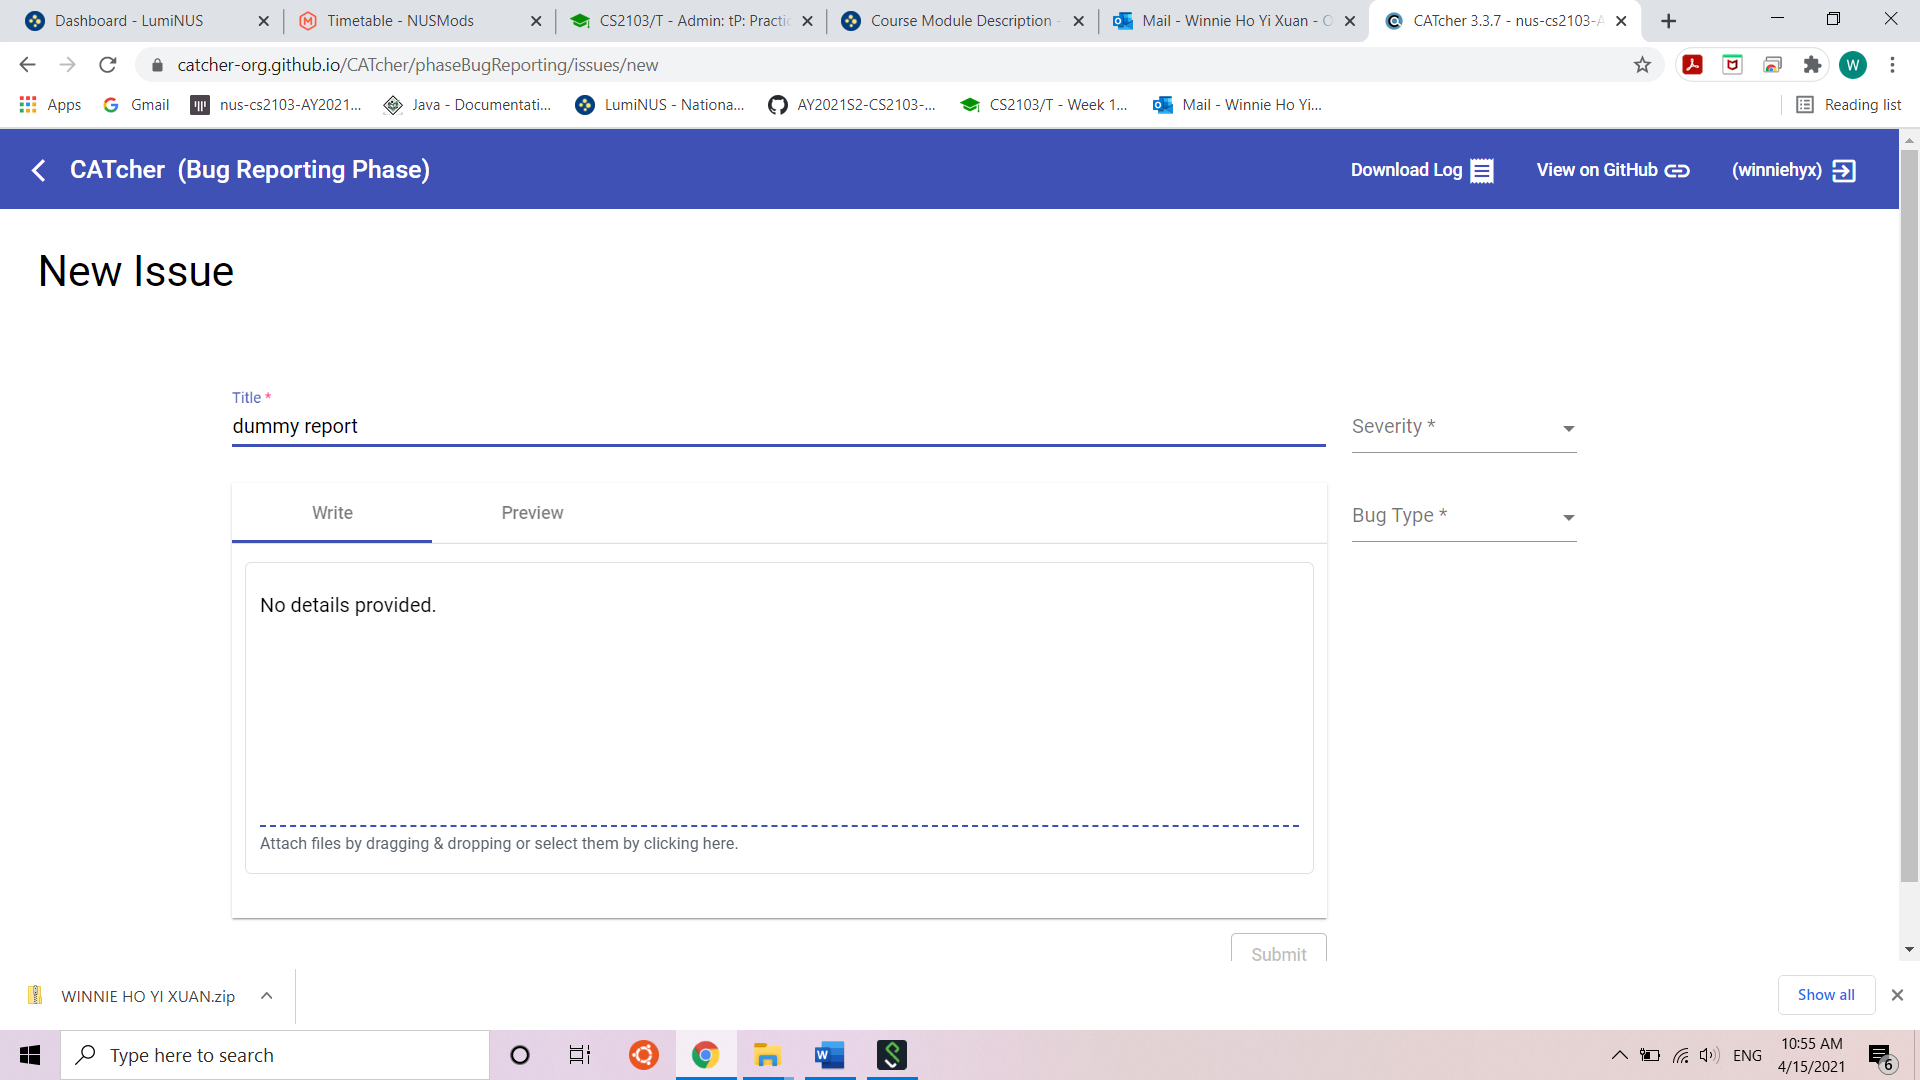 Dashboard - LumiNUS
Timetable - NUSMods
CS2103/T - Admin: tP: Practic
Course Module Description -
Mail - Winnie Ho Yi Xuan - O
CATcher 3.3.7 - nus-cs2103-A
catcher-org.github.io/CATcher/phaseBugReporting/issues/new
W
Apps
Gmail
nus-cs2103-AY2021...
Java - Documentati...
LumiNUS - Nationa...
AY2021S2-CS2103-...
CS2103/T - Week 1...
Mail - Winnie Ho Yi...
Reading list
CATcher (Bug Reporting Phase)
Download Log
View on GitHub
(winniehyx)
New Issue
Title *
dummy report
Severity *
Write
Preview
Bug Type *
No details provided.
Attach files by dragging & dropping or select them by clicking here.
Submit
WINNIE HO YI XUAN.zip
Show all
Type here to search
ENG
10:55 AM
4/15/2021
6